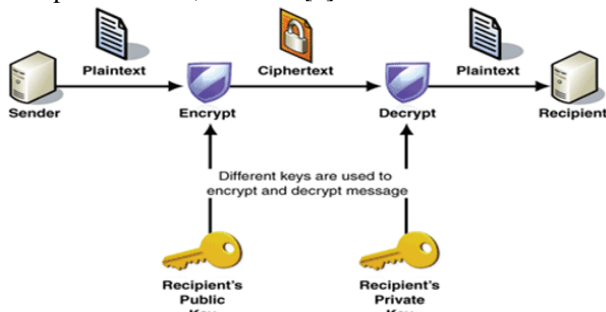 Plaintext
Ciphertext
Plaintext
Sender
Encrypt
Decrypt
Recipient
Different keys are used to
encrypt and decrypt message
Recipient's
Public
Recipient's
Private